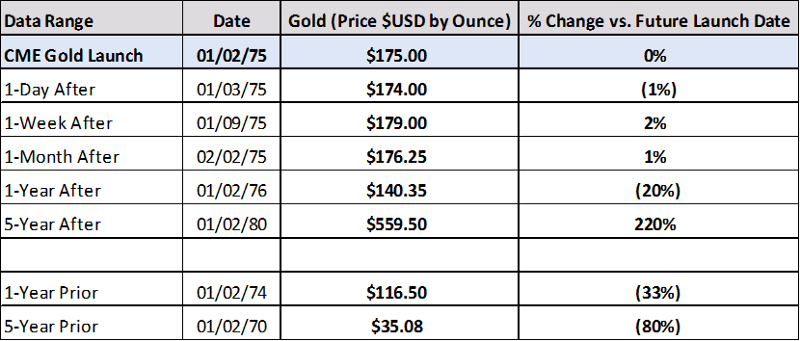 Data Range Date Gold (Price $USD by Ounce) % Change vs. Future Launch Date
CME Gold Launch 01/02/75 $175.00 0%
1-Day After 01/03/75 $174.00 (1%)
1-Week After 01/09/75 $179.00 2%
1-Month After 02/02/75 $176.25 1%
1-Year After 01/02/76 $140.35 (20%)
5-Year After 01/02/80 $559.50 220%
1-Year Prior 01/02/74 $116.50 (33%)
5-Year Prior 01/02/70 $35.08 (80%)